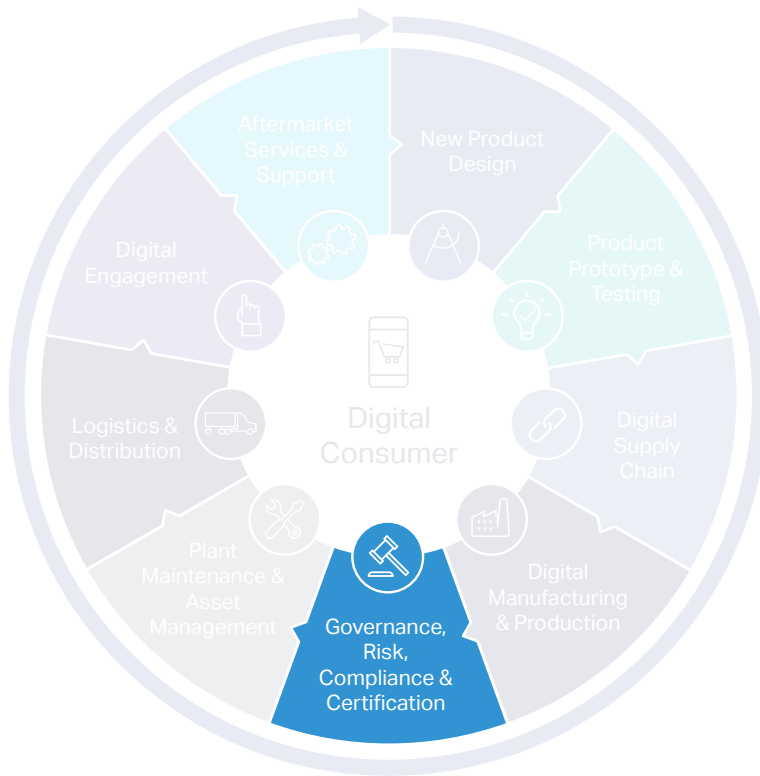 Aftermarket
Services &
Support
New Product
Design
Product
Prototype &
Testing
Digital
Supply
Chain
Digital
Manufacturing
& Production
Governance,
Risk,
Compliance &
Certification
Plant
Maintenance &
Asset
Management
Logistics &
Distribution
Digital
Engagement
Digital
Consumer